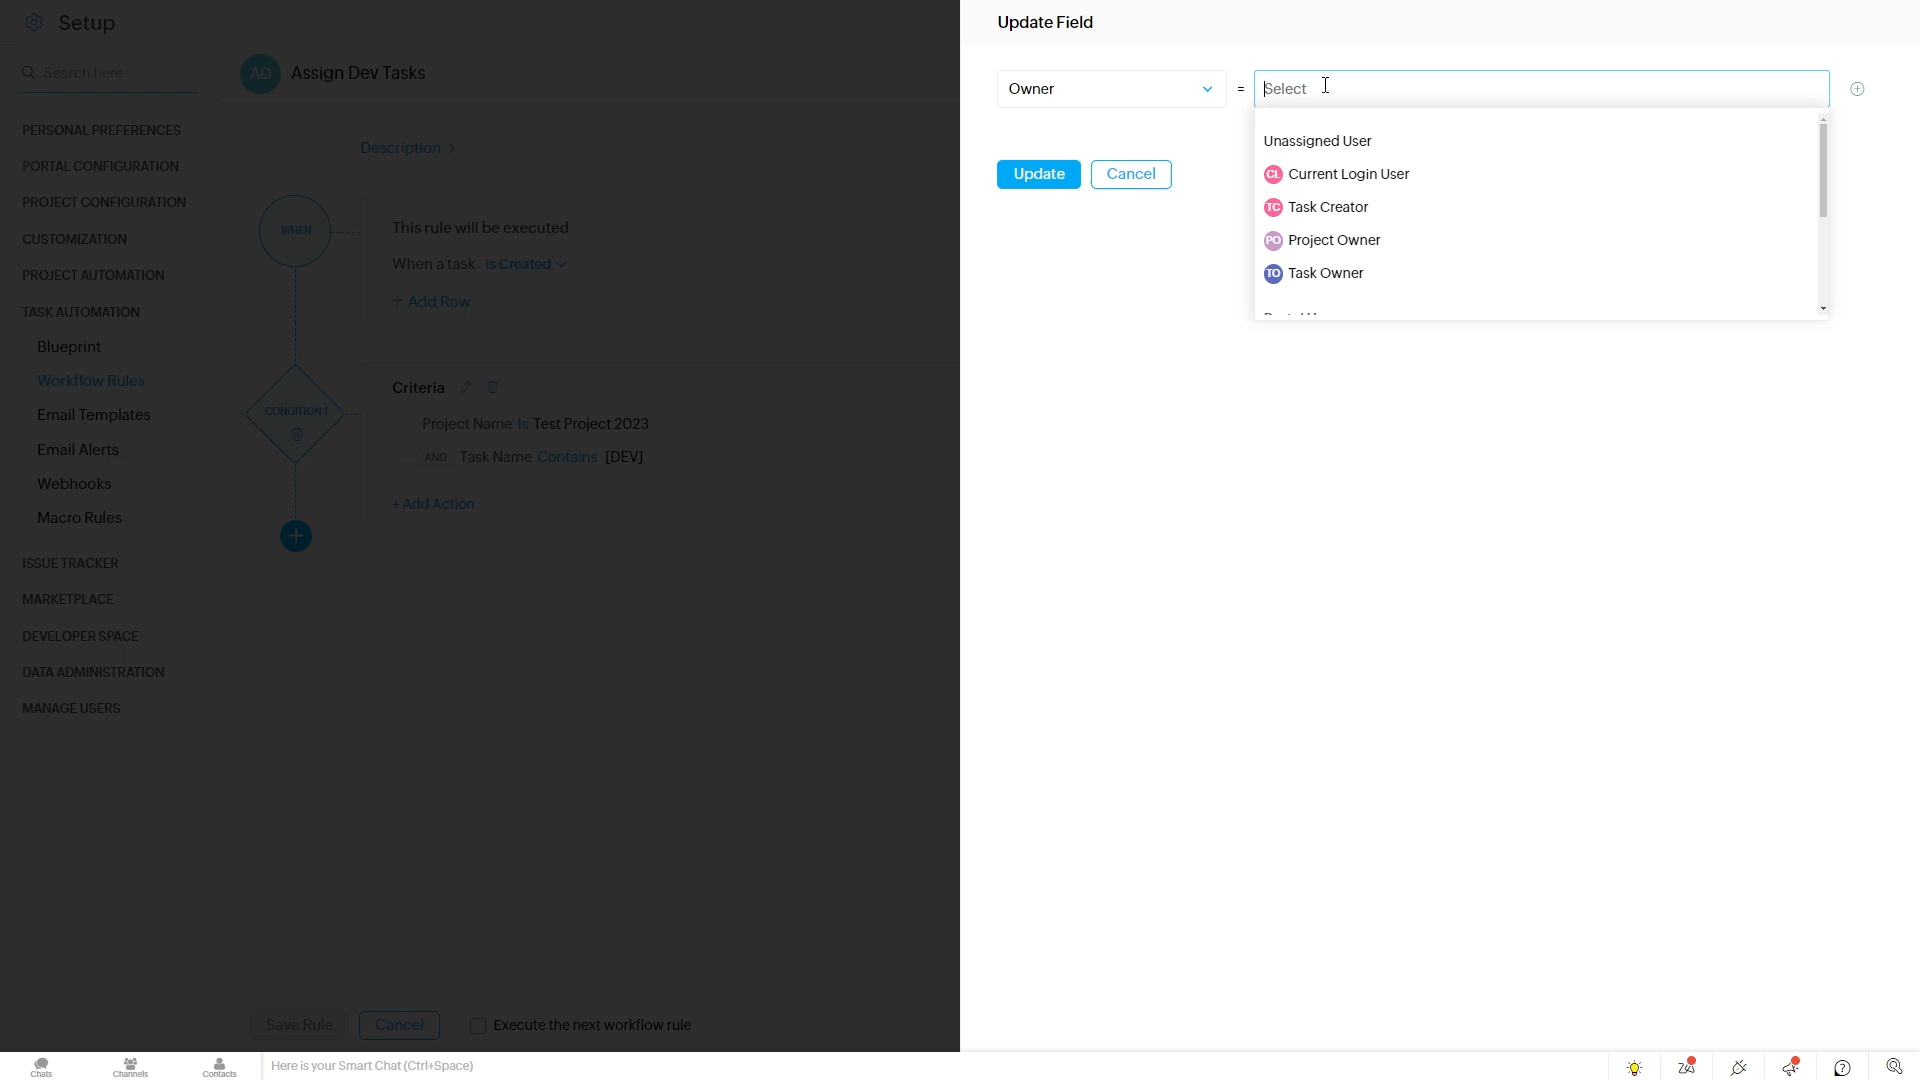 Setup
Search here
PERSONAL PREFERENCES
PORTAL CONFIGURATION
PROJECT CONFIGURATION
CUSTOMIZATION
PROJECT AUTOMATION
TASK AUTOMATION
Blueprint
Workflow Rules
Email Templates
Email Alerts
Webhooks
Macro Rules
ISSUE TRACKER
MARKETPLACE
DEVELOPER SPACE
DATA ADMINISTRATION
MANAGE USERS
AD Assign Dev Tasks
Description >
WHEN
This rule will be executed
When a task is Created
+ Add Row
CONDITION 1
Criteria
Project Name Is Test Project 2023
AND Task Name Contains [DEV]
+ Add Action
Save Rule Cancel Execute the next workflow rule
Update Field
Owner = Select
Unassigned User
CL Current Login User
TC Task Creator
PO Project Owner
TO Task Owner
Update Cancel
Chats Channels Contacts Here is your Smart Chat (Ctrl+Space)